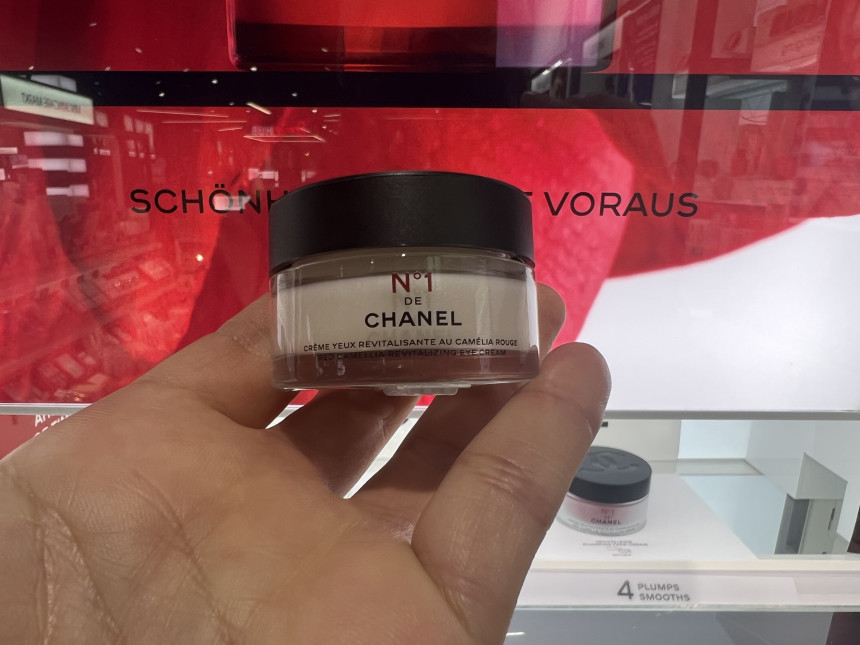 SCHÖNH E VORAUS
N°1
DE
CHANEL
CRÈME YEUX REVITALISANTE AU CAMÉLIA ROUGE
RED CAMELLIA REVITALIZING EYE CREAM
N°1
DE
CHANEL
4 PLUMPS
SMOOTHS